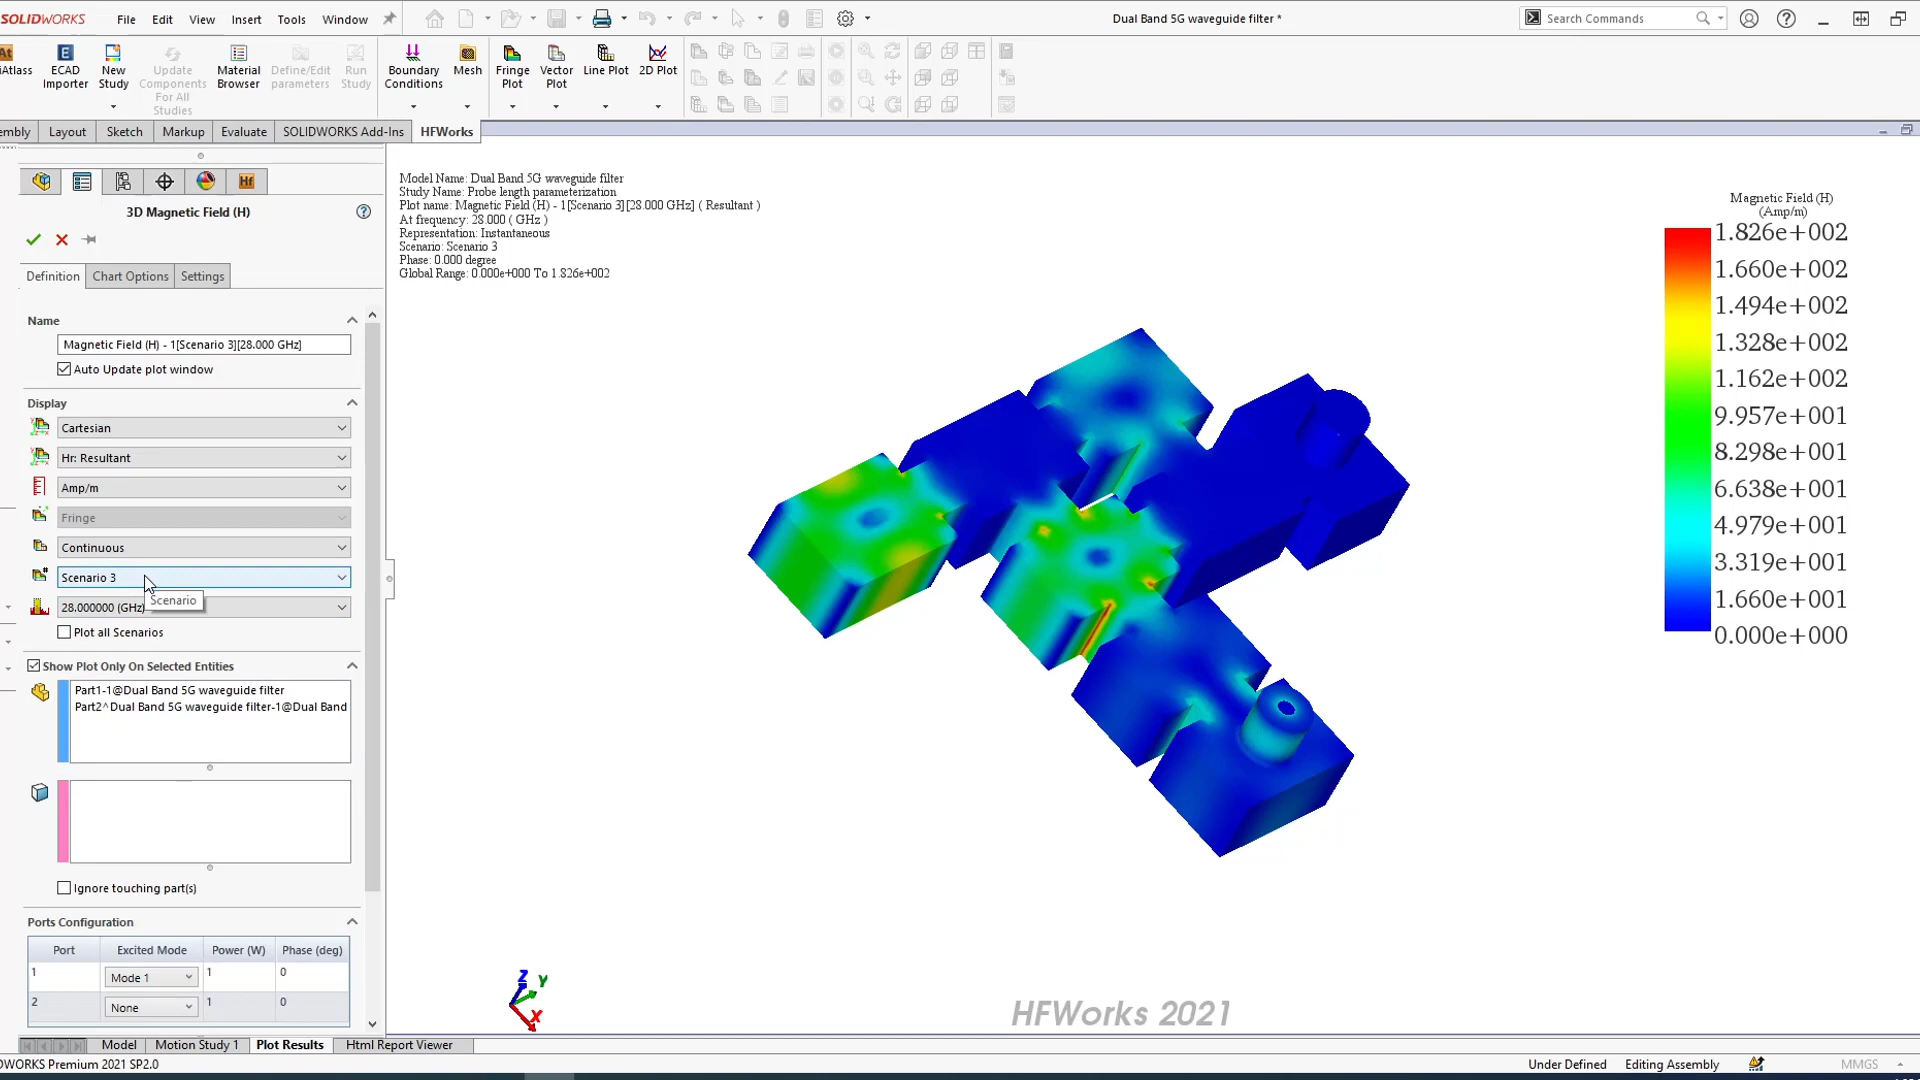 SOLIDWORKS File Edit View Insert Tools Window
Dual Band 5G waveguide filter *
Search Commands
iAtlass
ECAD Importer
New Study
Update Components For All Studies
Material Browser
Define/Edit parameters
Run Study
Boundary Conditions
Mesh
Fringe Plot
Vector Plot
Line Plot
2D Plot
embly Layout Sketch Markup Evaluate SOLIDWORKS Add-Ins HFWorks
3D Magnetic Field (H)
Definition Chart Options Settings
Name
Magnetic Field (H) - 1[Scenario 3][28.000 GHz]
Auto Update plot window
Display
Cartesian
Hr: Resultant
Amp/m
Fringe
Continuous
Scenario 3
Scenario
28.000000 (GHz)
Plot all Scenarios
Show Plot Only On Selected Entities
Part1-1@Dual Band 5G waveguide filter
Part2^Dual Band 5G waveguide filter-1@Dual Band
Ignore touching part(s)
Ports Configuration
Port Excited Mode Power (W) Phase (deg)
1 Mode 1 1 0
2 None 1 0
Model Name: Dual Band 5G waveguide filter
Study Name: Probe length parameterization
Plot name: Magnetic Field (H) - 1[Scenario 3][28.000 GHz] ( Resultant )
At frequency: 28.000 ( GHz )
Representation: Instantaneous
Scenario: Scenario 3
Phase: 0.000 degree
Global Range: 0.000e+000 To 1.826e+002
Magnetic Field (H)
(Amp/m)
1.826e+002
1.660e+002
1.494e+002
1.328e+002
1.162e+002
9.957e+001
8.298e+001
6.638e+001
4.979e+001
3.319e+001
1.660e+001
0.000e+000
Z
Y
X
HFWorks 2021
Model Motion Study 1 Plot Results Html Report Viewer
DWORKS Premium 2021 SP2.0
Under Defined Editing Assembly MMGS